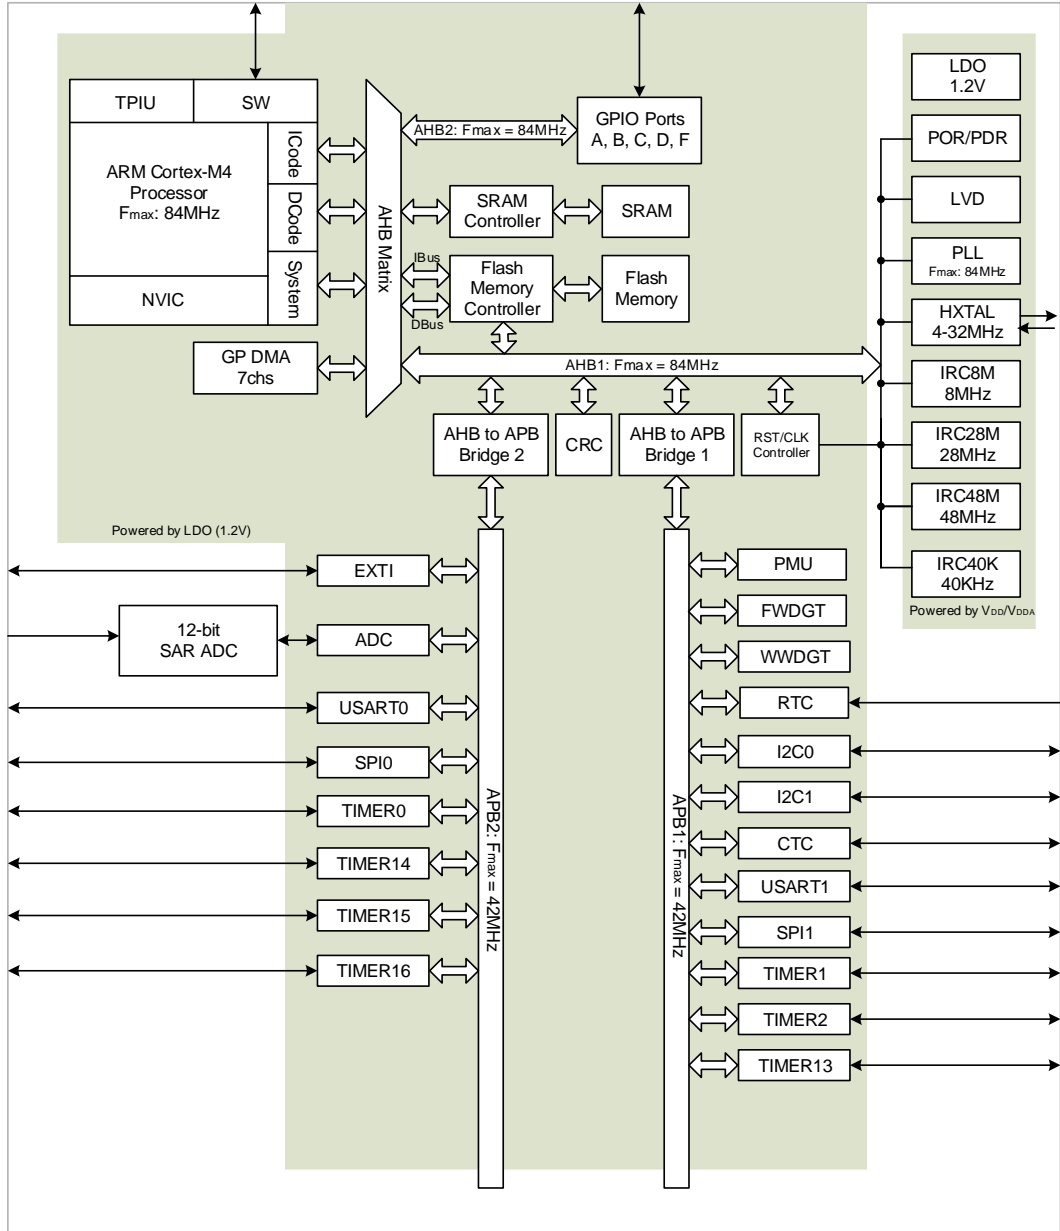 TPIU
SW
ARM Cortex-M4
Processor
Fmax: 84MHz
ICode
DCode
System
NVIC
GP DMA
7chs
AHB Matrix
AHB2: Fmax = 84MHz
GPIO Ports
A, B, C, D, F
SRAM
Controller
SRAM
IBus
DBus
Flash
Memory
Controller
Flash
Memory
AHB1: Fmax = 84MHz
AHB to APB
Bridge 2
CRC
AHB to APB
Bridge 1
RST/CLK
Controller
LDO
1.2V
POR/PDR
LVD
PLL
Fmax: 84MHz
HXTAL
4-32MHz
IRC8M
8MHz
IRC28M
28MHz
IRC48M
48MHz
IRC40K
40KHz
Powered by VDD/VDDA
Powered by LDO (1.2V)
EXTI
12-bit
SAR ADC
ADC
USART0
SPI0
TIMER0
TIMER14
TIMER15
TIMER16
APB2: Fmax = 42MHz
APB1: Fmax = 42MHz
PMU
FWDGT
WWDGT
RTC
I2C0
I2C1
CTC
USART1
SPI1
TIMER1
TIMER2
TIMER13